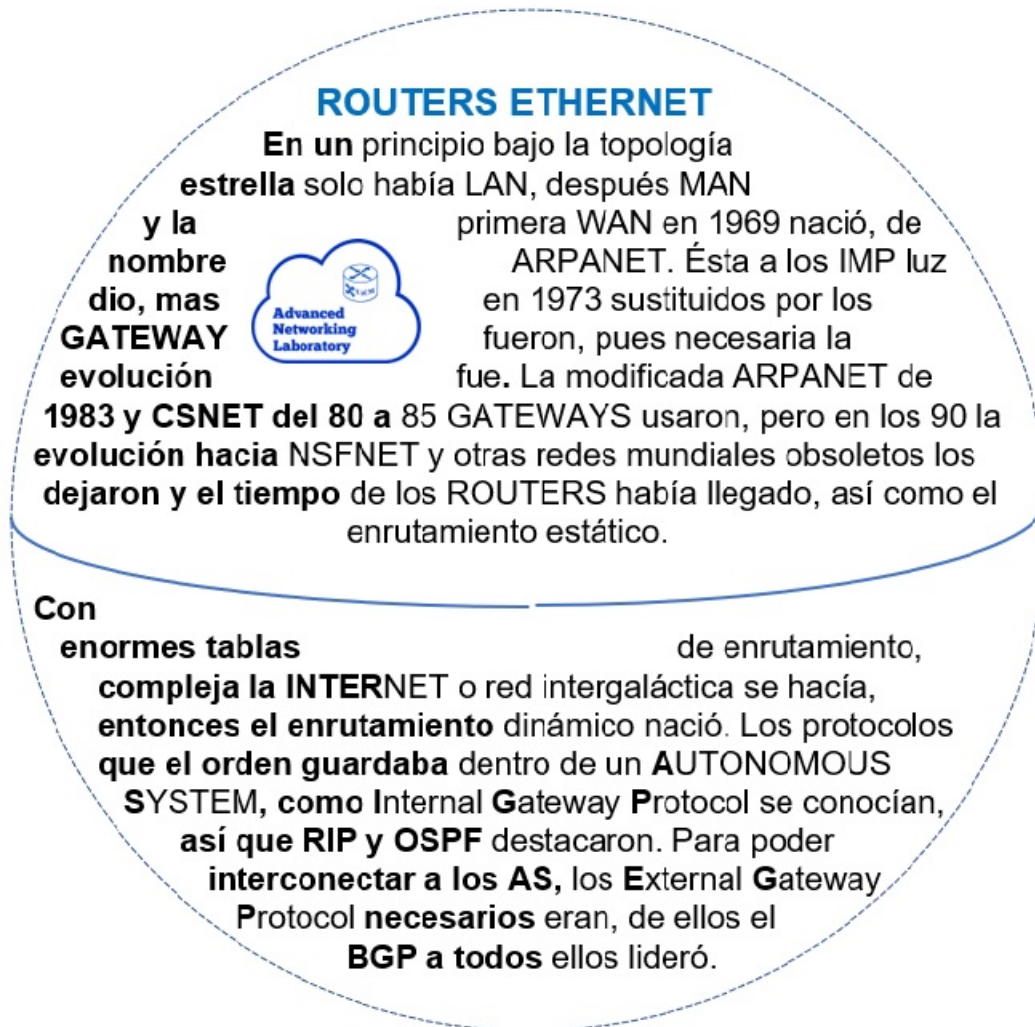 ROUTERS ETHERNET
En un principio bajo la topología
estrella solo había LAN, después MAN
y la primera WAN en 1969 nació, de
nombre ARPANET. Ésta a los IMP luz
dio, mas en 1973 sustituidos por los
GATEWAY fueron, pues necesaria la
evolución fue. La modificada ARPANET de
1983 y CSNET del 80 a 85 GATEWAYS usaron, pero en los 90 la
evolución hacia NSFNET y otras redes mundiales obsoletos los
dejaron y el tiempo de los ROUTERS había llegado, así como el
enrutamiento estático.
Advanced
Networking
Laboratory
Con
enormes tablas de enrutamiento,
compleja la INTERNET o red intergaláctica se hacía,
entonces el enrutamiento dinámico nació. Los protocolos
que el orden guardaba dentro de un AUTONOMOUS
SYSTEM, como Internal Gateway Protocol se conocían,
así que RIP y OSPF destacaron. Para poder
interconectar a los AS, los External Gateway
Protocol necesarios eran, de ellos el
BGP a todos ellos lideró.